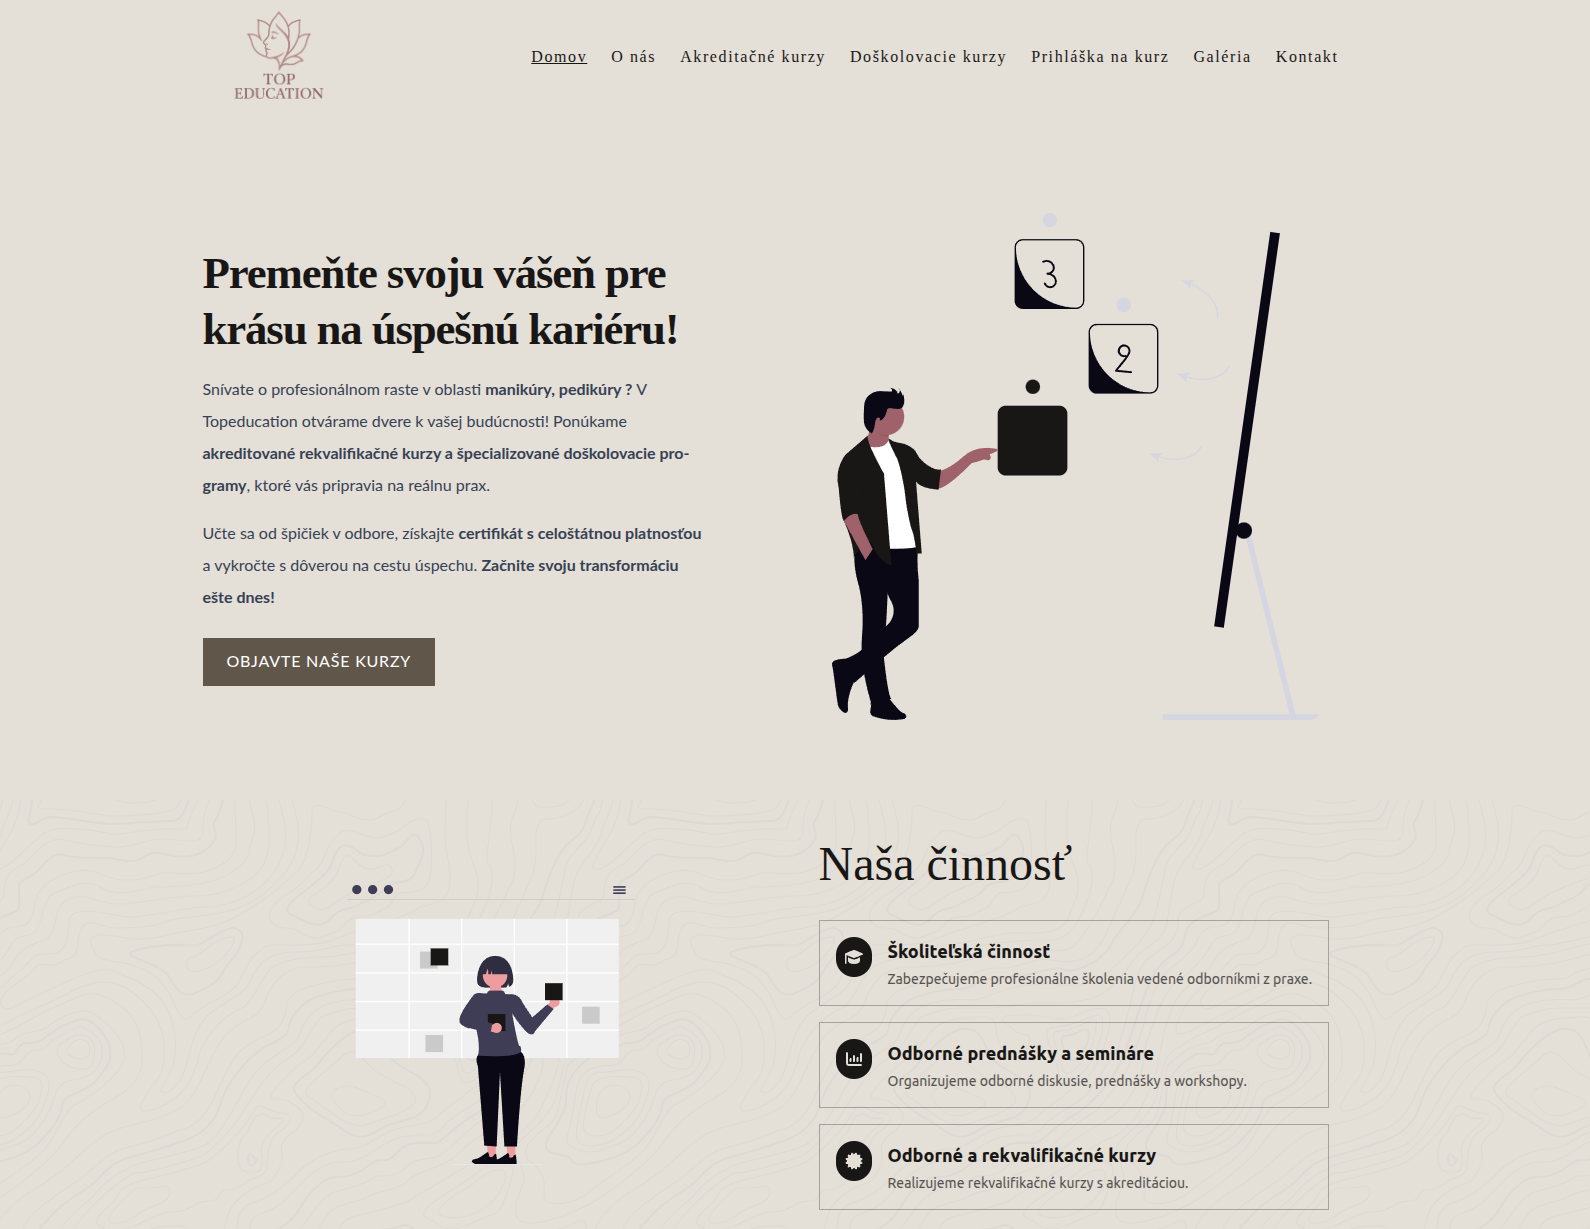 TOP
EDUCATION
Domov
O nás
Akreditačné kurzy
Doškolovacie kurzy
Prihláška na kurz
Galéria
Kontakt
Premeňte svoju vášeň pre
krásu na úspešnú kariéru!
Snívate o profesionálnom raste v oblasti manikúry, pedikúry ? V
Topeducation otvárame dvere k vašej budúcnosti! Ponúkame
akreditované rekvalifikačné kurzy a špecializované doškolovacie pro-
gramy, ktoré vás pripravia na reálnu prax.
Učte sa od špičiek v odbore, získajte certifikát s celoštátnou platnosťou
a vykročte s dôverou na cestu úspechu. Začnite svoju transformáciu
ešte dnes!
OBJAVTE NAŠE KURZY
3
2
Naša činnosť
Školiteľská činnosť
Zabezpečujeme profesionálne školenia vedené odborníkmi z praxe.
Odborné prednášky a semináre
Organizujeme odborné diskusie, prednášky a workshopy.
Odborné a rekvalifikačné kurzy
Realizujeme rekvalifikačné kurzy s akreditáciou.